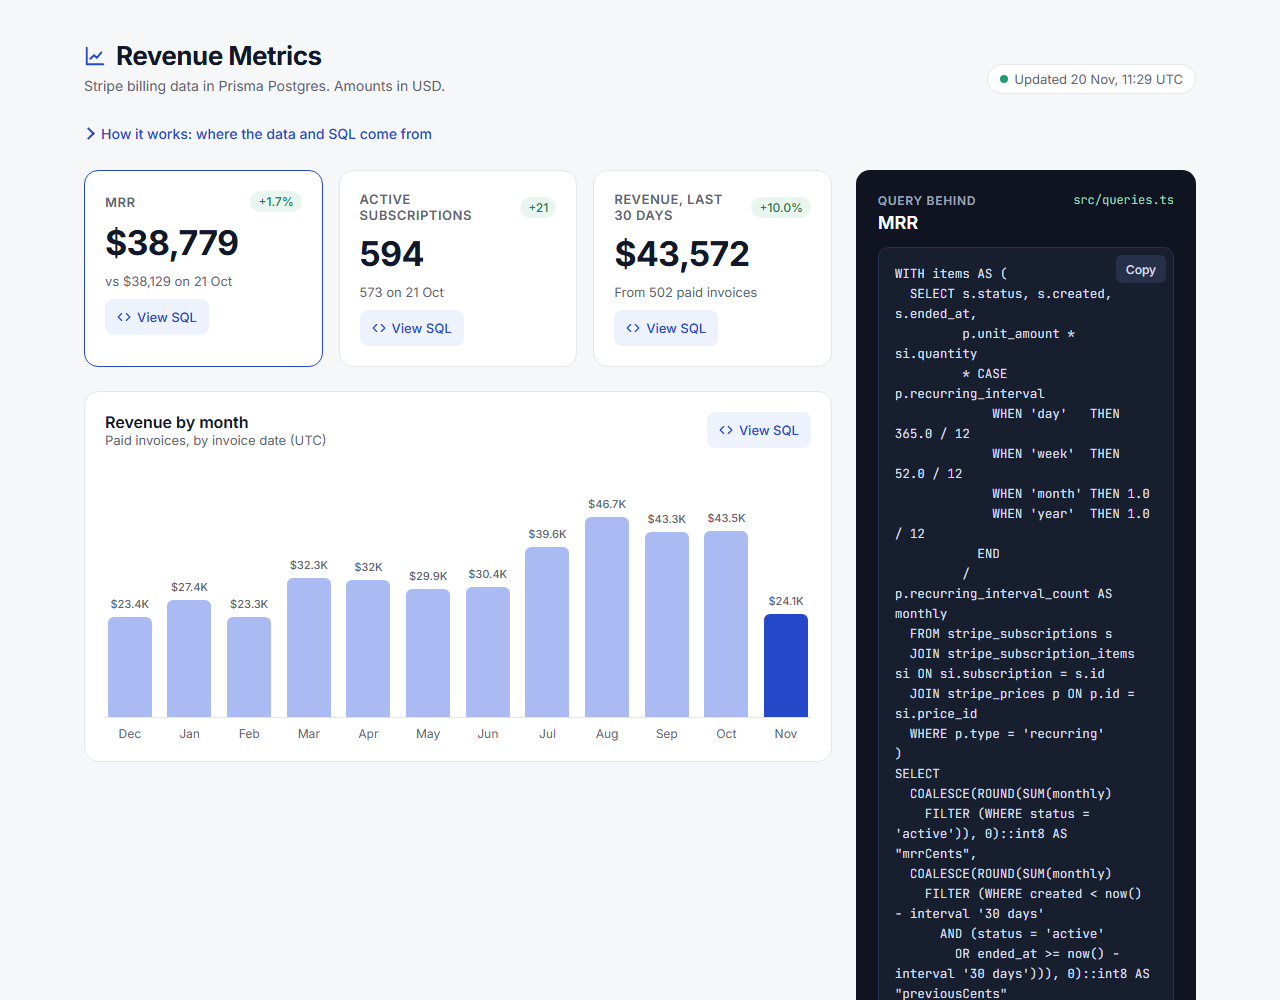 Revenue Metrics
Stripe billing data in Prisma Postgres. Amounts in USD.
Updated 20 Nov, 11:29 UTC
How it works: where the data and SQL come from
MRR
+1.7%
$38,779
vs $38,129 on 21 Oct
View SQL
ACTIVE
SUBSCRIPTIONS
+21
594
573 on 21 Oct
View SQL
REVENUE, LAST
30 DAYS
+10.0%
$43,572
From 502 paid invoices
View SQL
Revenue by month
Paid invoices, by invoice date (UTC)
View SQL
$23.4K
$27.4K
$23.3K
$32.3K
$32K
$29.9K
$30.4K
$39.6K
$46.7K
$43.3K
$43.5K
$24.1K
Dec Jan Feb Mar Apr May Jun Jul Aug Sep Oct Nov
QUERY BEHIND
src/queries.ts
MRR
Copy
WITH items AS (
  SELECT s.status, s.created,
s.ended_at,
         p.unit_amount *
si.quantity
         * CASE
p.recurring_interval
             WHEN 'day'   THEN
365.0 / 12
             WHEN 'week'  THEN
52.0 / 12
             WHEN 'month' THEN 1.0
             WHEN 'year'  THEN 1.0
/ 12
           END
         /
p.recurring_interval_count AS
monthly
  FROM stripe_subscriptions s
  JOIN stripe_subscription_items
si ON si.subscription = s.id
  JOIN stripe_prices p ON p.id =
si.price_id
  WHERE p.type = 'recurring'
)
SELECT
  COALESCE(ROUND(SUM(monthly)
    FILTER (WHERE status =
'active')), 0)::int8 AS
"mrrCents",
  COALESCE(ROUND(SUM(monthly)
    FILTER (WHERE created < now()
- interval '30 days'
      AND (status = 'active'
        OR ended_at >= now() -
interval '30 days'))), 0)::int8 AS
"previousCents"